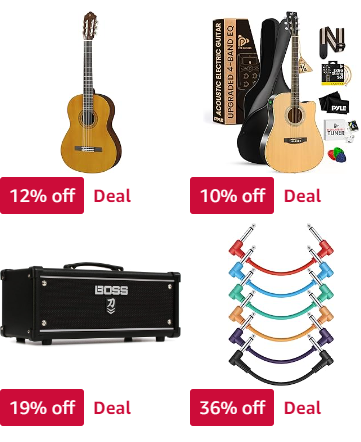 ACOUSTIC ELECTRIC GUITAR
UPGRADED 4-BAND EQ
PYLE
TUNER
12% off Deal
10% off Deal
BOSS
19% off Deal
36% off Deal